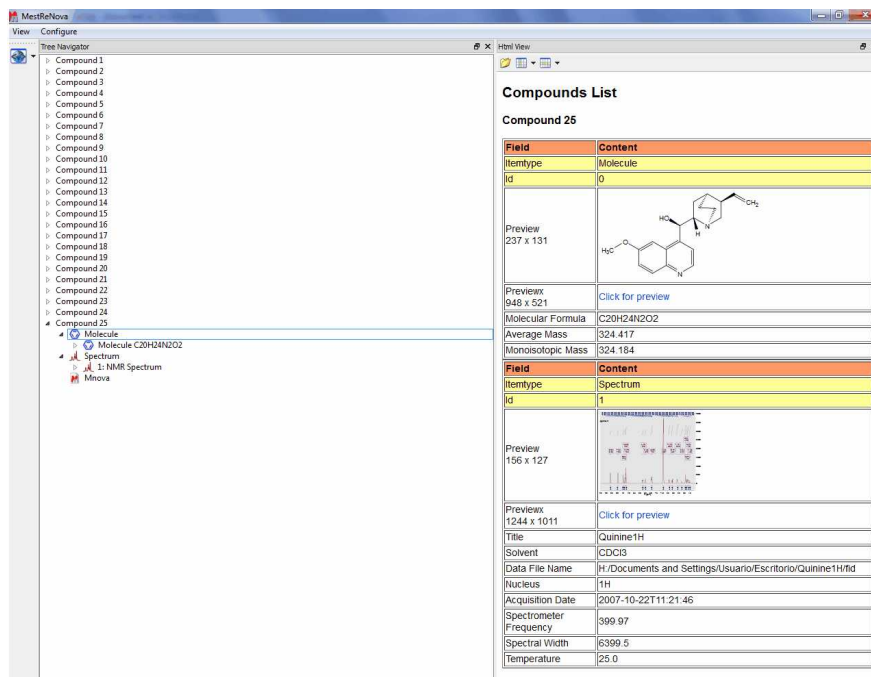 MestReNova
View Configure
Tree Navigator
Compound 1
Compound 2
Compound 3
Compound 4
Compound 5
Compound 6
Compound 7
Compound 8
Compound 9
Compound 10
Compound 11
Compound 12
Compound 13
Compound 14
Compound 15
Compound 16
Compound 17
Compound 18
Compound 19
Compound 20
Compound 21
Compound 22
Compound 23
Compound 24
Compound 25
Molecule
Molecule C20H24N2O2
Spectrum
1: NMR Spectrum
Mnova
Html View
Compounds List
Compound 25
Field Content
Itemtype Molecule
Id 0
Preview
237 x 131
CH2
HO
N
H
O
H3C
N
Previewx
948 x 521
Click for preview
Molecular Formula C20H24N2O2
Average Mass 324.417
Monoisotopic Mass 324.184
Field Content
Itemtype Spectrum
Id 1
Preview
156 x 127
Previewx
1244 x 1011
Click for preview
Title Quinine1H
Solvent CDCl3
Data File Name H:/Documents and Settings/Usuario/Escritorio/Quinine1H/fid
Nucleus 1H
Acquisition Date 2007-10-22T11:21:46
Spectrometer
Frequency
399.97
Spectral Width 6399.5
Temperature 25.0